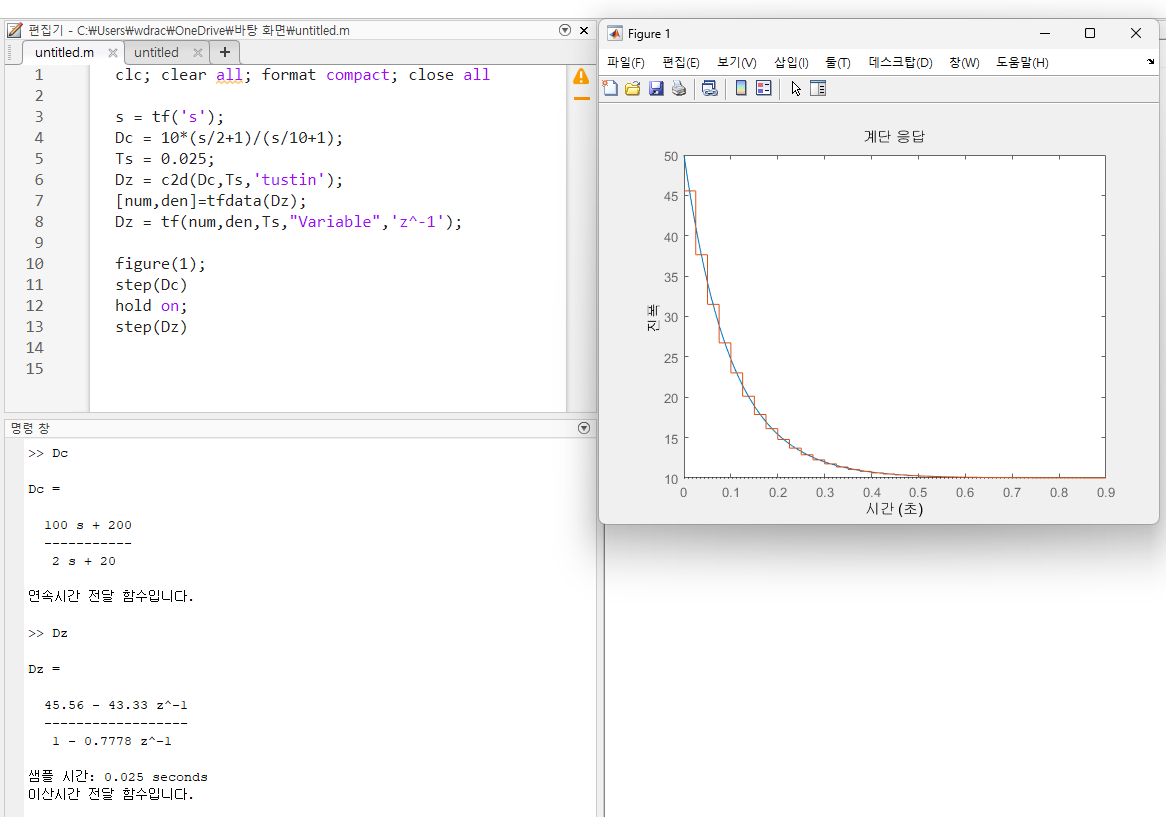 편집기 - C:₩Users₩wdrac₩OneDrive₩바탕 화면₩untitled.m
untitled.m
untitled
+
1 clc; clear all; format compact; close all
2
3 s = tf('s');
4 Dc = 10*(s/2+1)/(s/10+1);
5 Ts = 0.025;
6 Dz = c2d(Dc,Ts,'tustin');
7 [num,den]=tfdata(Dz);
8 Dz = tf(num,den,Ts,"Variable",'z^-1');
9
10 figure(1);
11 step(Dc)
12 hold on;
13 step(Dz)
14
15
명령 창
>> Dc
Dc =
100 s + 200
-----------
2 s + 20
연속시간 전달 함수입니다.
>> Dz
Dz =
45.56 - 43.33 z^-1
------------------
1 - 0.7778 z^-1
샘플 시간: 0.025 seconds
이산시간 전달 함수입니다.
Figure 1
파일(F) 편집(E) 보기(V) 삽입(I) 툴(T) 데스크탑(D) 창(W) 도움말(H)
계단 응답
진폭
50
45
40
35
30
25
20
15
10
0 0.1 0.2 0.3 0.4 0.5 0.6 0.7 0.8 0.9
시간 (초)